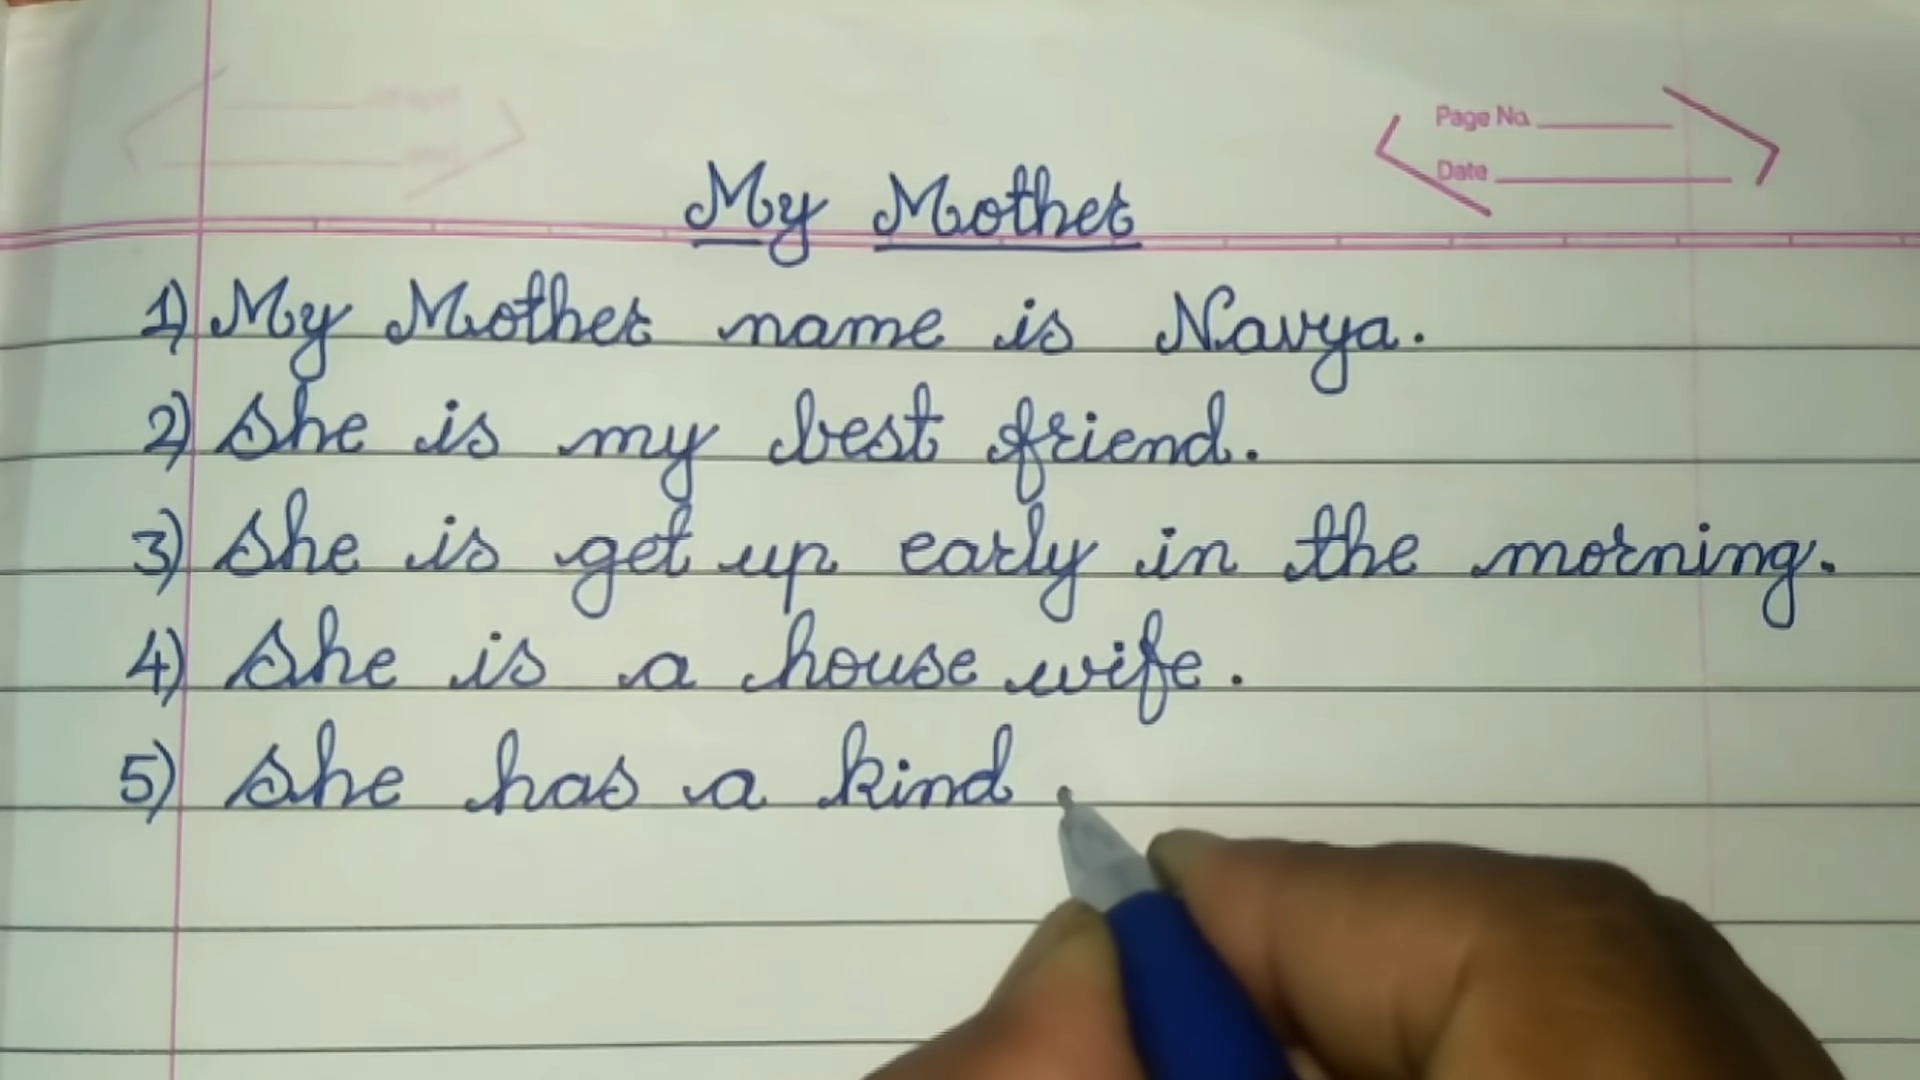 Page No.
Date
My Mother
1) My Mother name is Navya.
2) She is my best friend.
3) She is get up early in the morning.
4) She is a house wife.
5) She has a kind